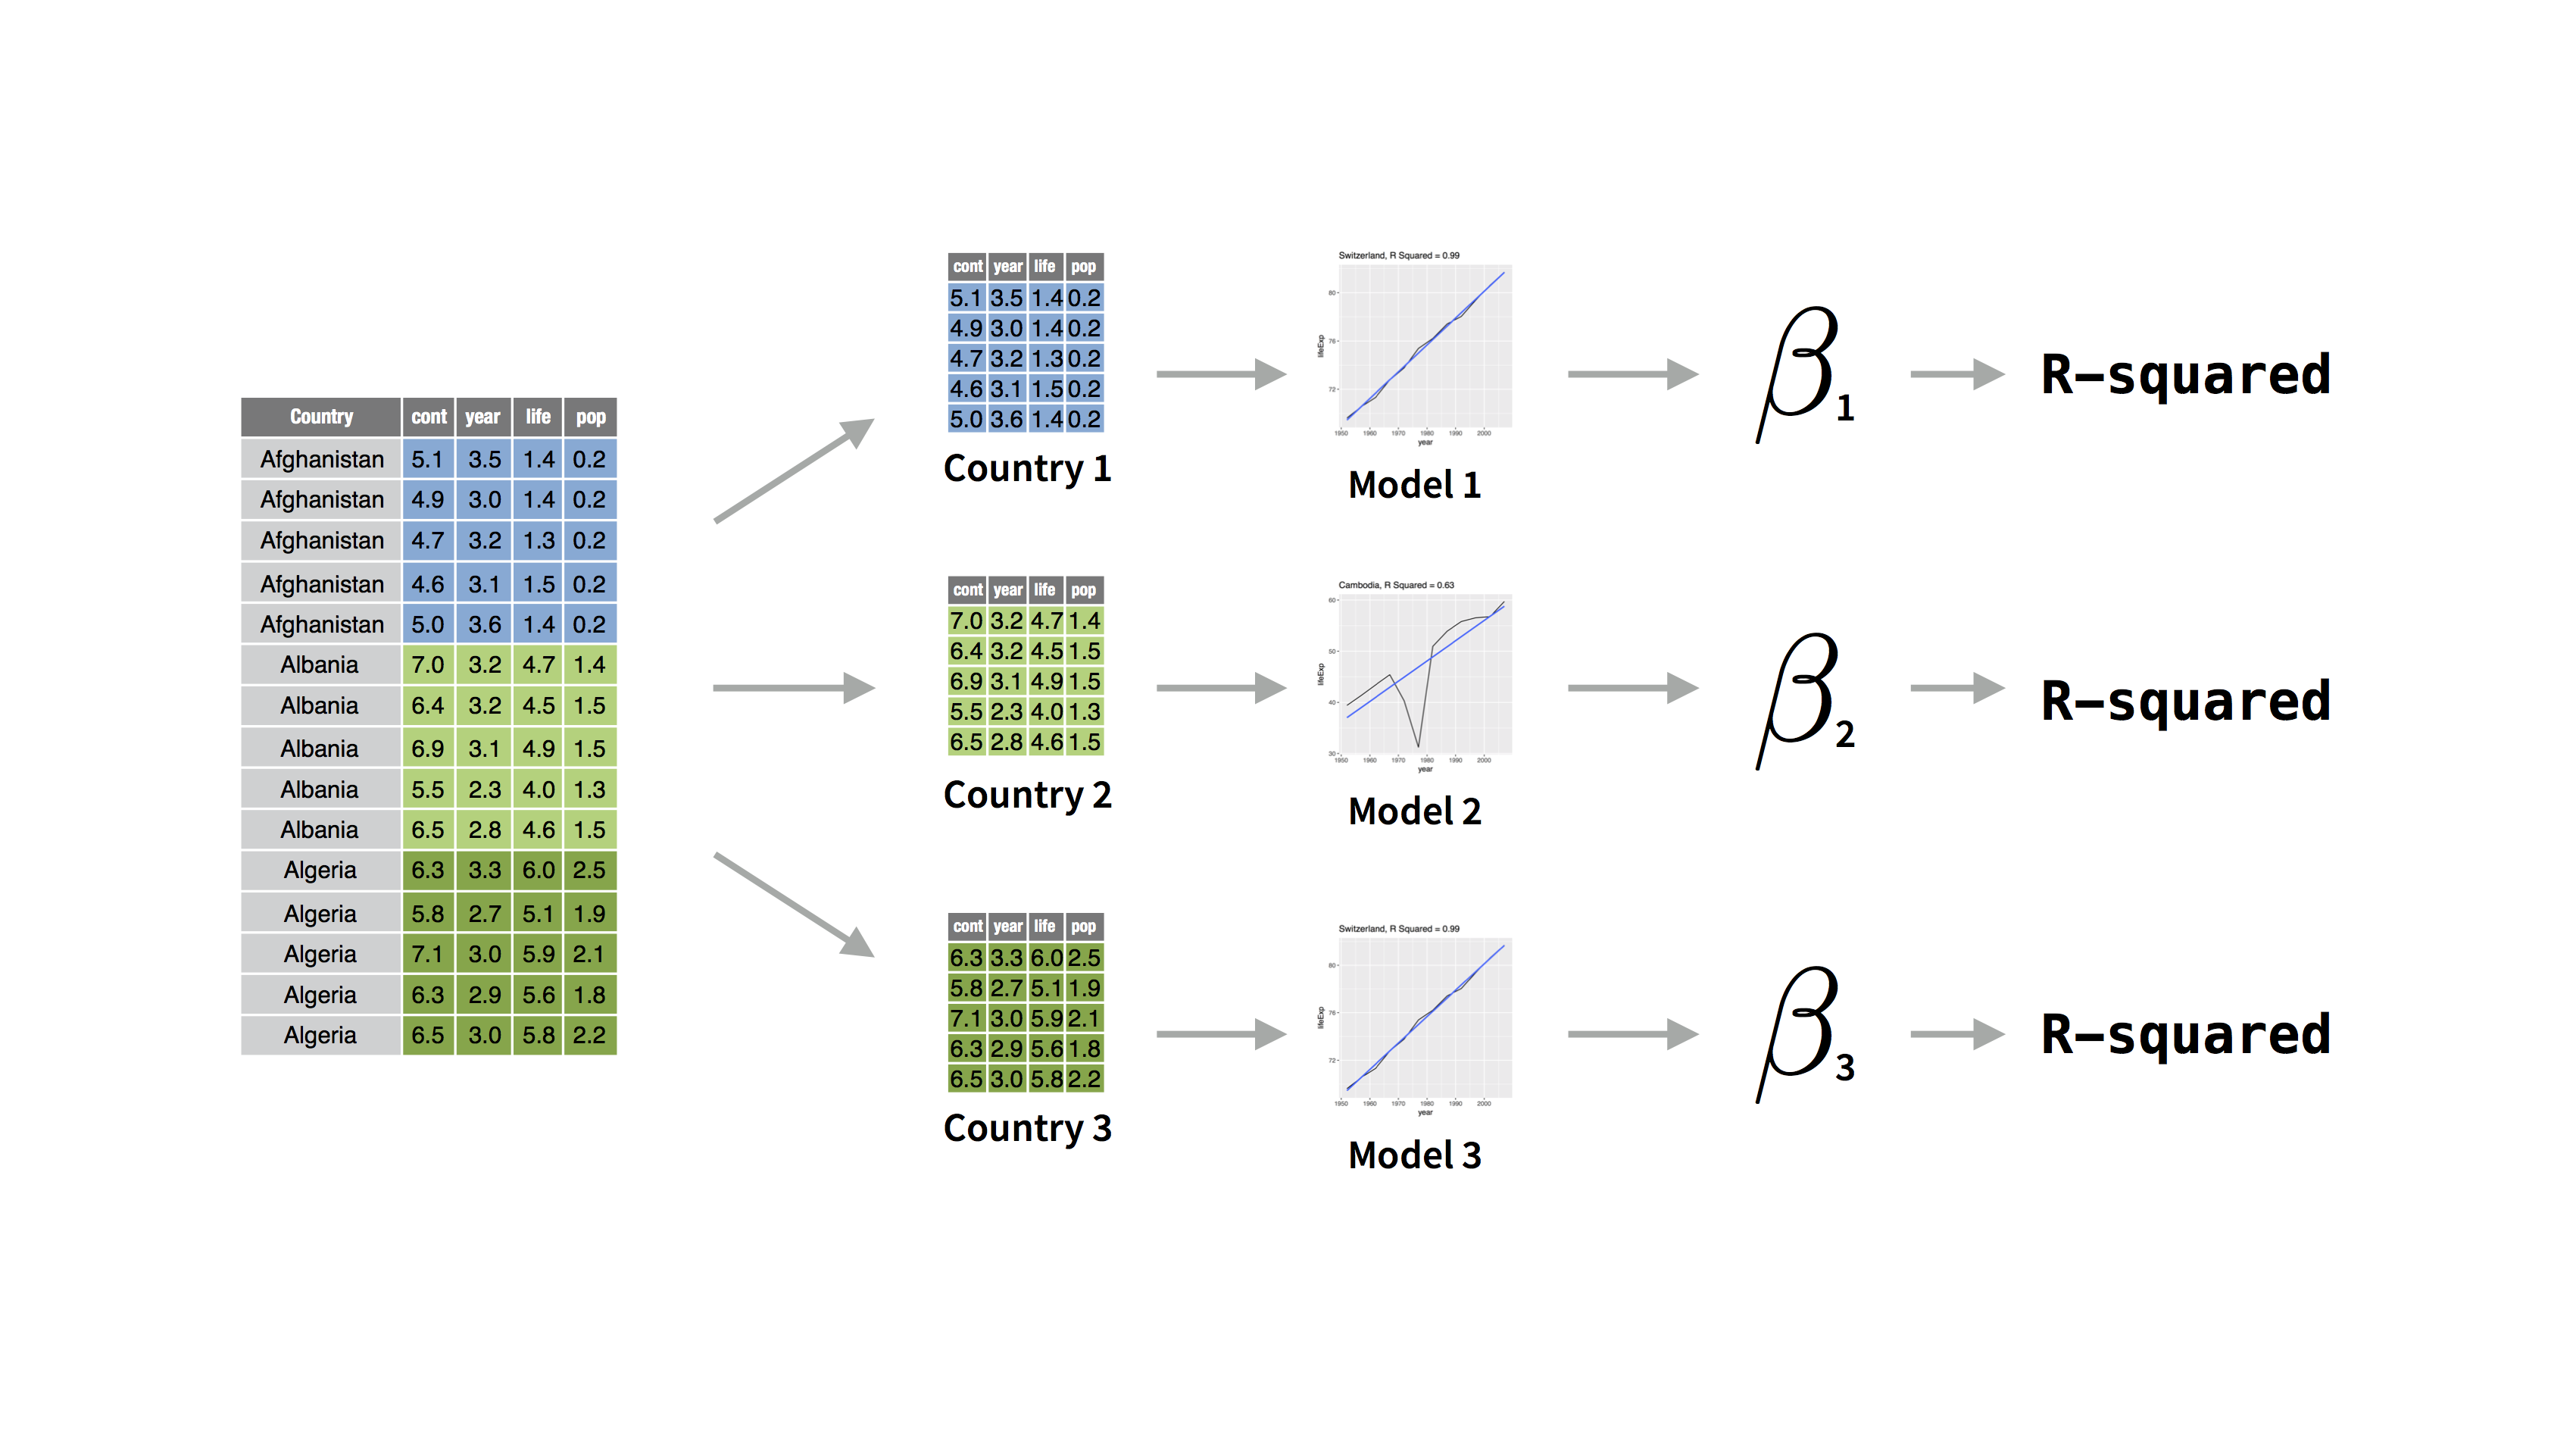 Country cont year life pop
Afghanistan 5.1 3.5 1.4 0.2
Afghanistan 4.9 3.0 1.4 0.2
Afghanistan 4.7 3.2 1.3 0.2
Afghanistan 4.6 3.1 1.5 0.2
Afghanistan 5.0 3.6 1.4 0.2
Albania 7.0 3.2 4.7 1.4
Albania 6.4 3.2 4.5 1.5
Albania 6.9 3.1 4.9 1.5
Albania 5.5 2.3 4.0 1.3
Albania 6.5 2.8 4.6 1.5
Algeria 6.3 3.3 6.0 2.5
Algeria 5.8 2.7 5.1 1.9
Algeria 7.1 3.0 5.9 2.1
Algeria 6.3 2.9 5.6 1.8
Algeria 6.5 3.0 5.8 2.2
cont year life pop
5.1 3.5 1.4 0.2
4.9 3.0 1.4 0.2
4.7 3.2 1.3 0.2
4.6 3.1 1.5 0.2
5.0 3.6 1.4 0.2
Country 1
Switzerland, R Squared = 0.99
lifeExp
80
76
72
1950 1960 1970 1980 1990 2000
year
Model 1
β1
R-squared
cont year life pop
7.0 3.2 4.7 1.4
6.4 3.2 4.5 1.5
6.9 3.1 4.9 1.5
5.5 2.3 4.0 1.3
6.5 2.8 4.6 1.5
Country 2
Cambodia, R Squared = 0.63
lifeExp
60
50
40
30
1950 1960 1970 1980 1990 2000
year
Model 2
β2
R-squared
cont year life pop
6.3 3.3 6.0 2.5
5.8 2.7 5.1 1.9
7.1 3.0 5.9 2.1
6.3 2.9 5.6 1.8
6.5 3.0 5.8 2.2
Country 3
Switzerland, R Squared = 0.99
lifeExp
80
76
72
1950 1960 1970 1980 1990 2000
year
Model 3
β3
R-squared